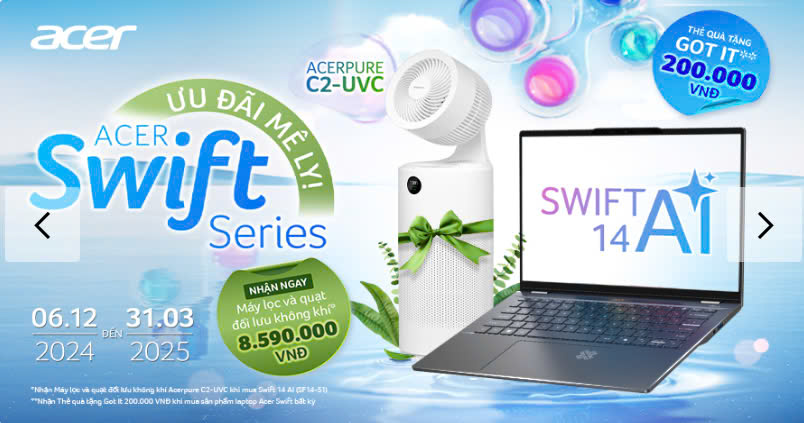 acer
ƯU ĐÃI MÊ LY!
ACER
Swift
Series
06.12
2024
ĐẾN
31.03
2025
NHẬN NGAY
Máy lọc và quạt
đối lưu không khí*
8.590.000
VNĐ
ACERPURE
C2-UVC
THẺ QUÀ TẶNG
GOT IT**
200.000
VNĐ
SWIFT
14 AI
*Nhận Máy lọc và quạt đối lưu không khí Acerpure C2-UVC khi mua Swift 14 AI (SF14-51)
**Nhận Thẻ quà tặng Got It 200.000 VNĐ khi mua sản phẩm laptop Acer Swift bất kỳ